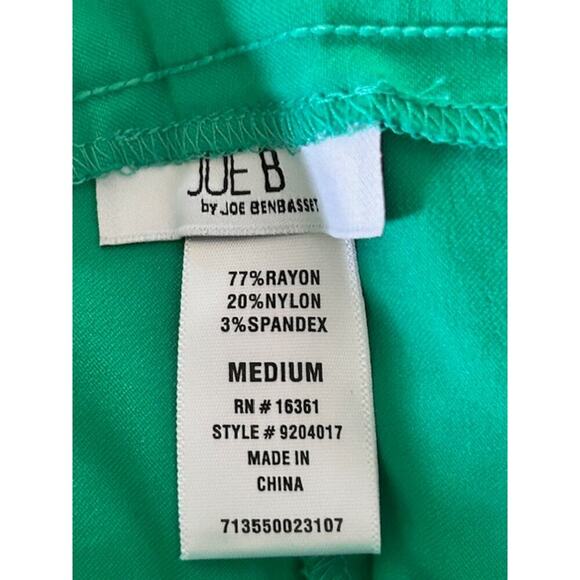 JOE B
by JOE BENBASSET
77%RAYON
20%NYLON
3%SPANDEX
MEDIUM
RN # 16361
STYLE # 9204017
MADE IN
CHINA
713550023107